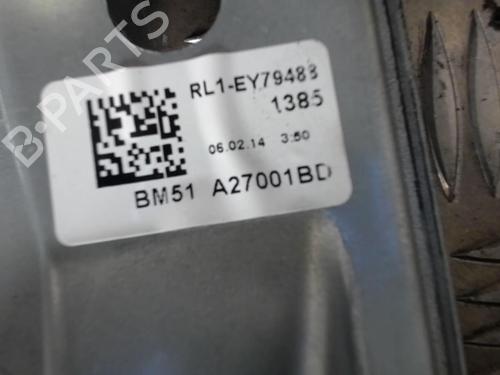 B-PARTS
RL1-EY79488
1385
06.02.14 3:50
BM51 A27001BD